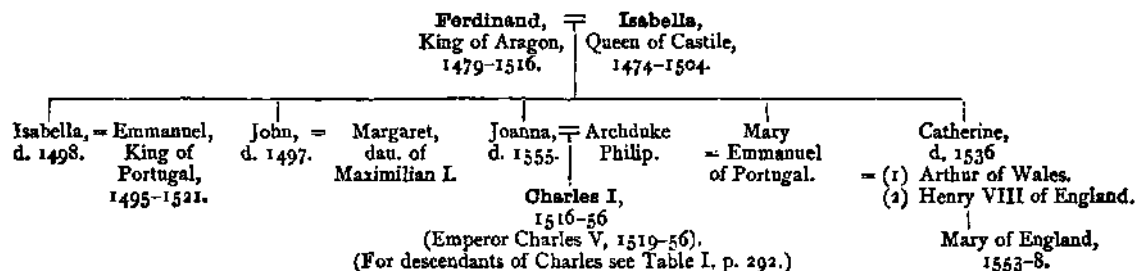 Ferdinand, = Isabella,
King of Aragon, Queen of Castile,
1479–1516. 1474–1504.
Isabella, = Emmanuel, John, = Margaret, Joanna, = Archduke Mary Catherine,
d. 1498. King of d. 1497. dau. of d. 1555. Philip. = Emmanuel d. 1536
Portugal, Maximilian I. of Portugal. = (1) Arthur of Wales.
1495–1521. Charles I, (2) Henry VIII of England.
1516–56
(Emperor Charles V, 1519–56). Mary of England,
(For descendants of Charles see Table I, p. 292.) 1553–8.